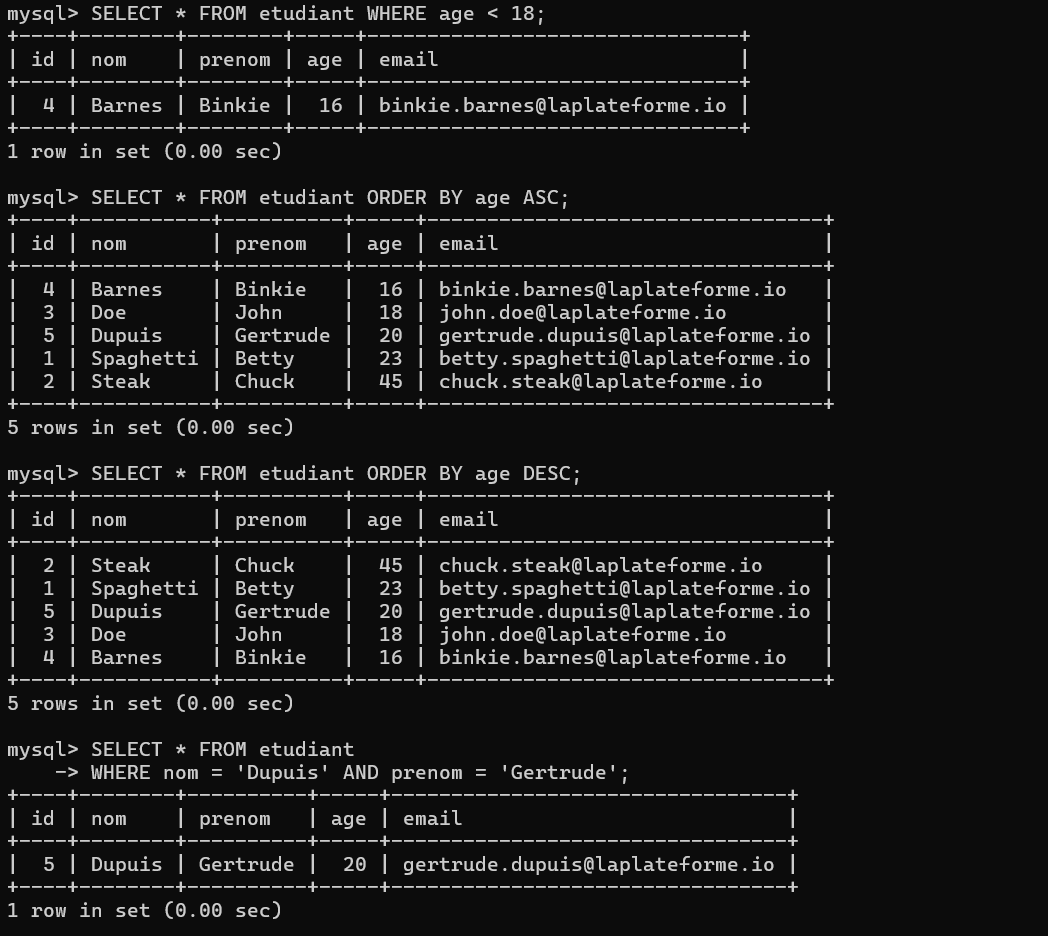 mysql> SELECT * FROM etudiant WHERE age < 18;
+----+--------+--------+-----+-------------------------------+
| id | nom    | prenom | age | email                         |
+----+--------+--------+-----+-------------------------------+
|  4 | Barnes | Binkie |  16 | binkie.barnes@laplateforme.io |
+----+--------+--------+-----+-------------------------------+
1 row in set (0.00 sec)

mysql> SELECT * FROM etudiant ORDER BY age ASC;
+----+-----------+----------+-----+---------------------------------+
| id | nom       | prenom   | age | email                           |
+----+-----------+----------+-----+---------------------------------+
|  4 | Barnes    | Binkie   |  16 | binkie.barnes@laplateforme.io   |
|  3 | Doe       | John     |  18 | john.doe@laplateforme.io        |
|  5 | Dupuis    | Gertrude |  20 | gertrude.dupuis@laplateforme.io |
|  1 | Spaghetti | Betty    |  23 | betty.spaghetti@laplateforme.io |
|  2 | Steak     | Chuck    |  45 | chuck.steak@laplateforme.io     |
+----+-----------+----------+-----+---------------------------------+
5 rows in set (0.00 sec)

mysql> SELECT * FROM etudiant ORDER BY age DESC;
+----+-----------+----------+-----+---------------------------------+
| id | nom       | prenom   | age | email                           |
+----+-----------+----------+-----+---------------------------------+
|  2 | Steak     | Chuck    |  45 | chuck.steak@laplateforme.io     |
|  1 | Spaghetti | Betty    |  23 | betty.spaghetti@laplateforme.io |
|  5 | Dupuis    | Gertrude |  20 | gertrude.dupuis@laplateforme.io |
|  3 | Doe       | John     |  18 | john.doe@laplateforme.io        |
|  4 | Barnes    | Binkie   |  16 | binkie.barnes@laplateforme.io   |
+----+-----------+----------+-----+---------------------------------+
5 rows in set (0.00 sec)

mysql> SELECT * FROM etudiant
    -> WHERE nom = 'Dupuis' AND prenom = 'Gertrude';
+----+--------+----------+-----+---------------------------------+
| id | nom    | prenom   | age | email                           |
+----+--------+----------+-----+---------------------------------+
|  5 | Dupuis | Gertrude |  20 | gertrude.dupuis@laplateforme.io |
+----+--------+----------+-----+---------------------------------+
1 row in set (0.00 sec)